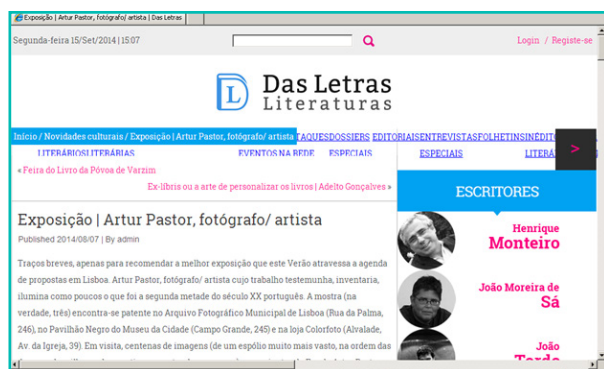 Exposição | Artur Pastor, fotógrafo/ artista | Das Letras
Segunda-feira 15/Set/2014 | 15:07
Login / Registe-se
Das Letras
Literaturas
Início / Novidades culturais / Exposição | Artur Pastor, fotógrafo/ artista TAQUESDOSSIERS EDITORIAISENTREVISTASFOLHETINSINÉDITO
>
LITERÁRIOSLITERÁRIAS EVENTOS NA REDE ESPECIAIS ESPECIAIS
« Feira do Livro da Póvoa de Varzim
Ex-libris ou a arte de personalizar os livros | Adelto Gonçalves »
Exposição | Artur Pastor, fotógrafo/ artista
Published 2014/08/07 | By admin
Traços breves, apenas para recomendar a melhor exposição que este Verão atravessa a agenda
de propostas em Lisboa. Artur Pastor, fotógrafo/ artista cujo trabalho testemunha, inventaria,
ilumina como poucos o que foi a segunda metade do século XX português. A mostra (na
verdade, três) encontra-se patente no Arquivo Fotográfico Municipal de Lisboa (Rua da Palma,
246), no Pavilhão Negro do Museu da Cidade (Campo Grande, 245) e na loja Colorfoto (Alvalade,
Av. da Igreja, 39). Em visita, centenas de imagens (de um espólio muito mais vasto, na ordem das
ESCRITORES
Henrique
Monteiro
João Moreira de
Sá
João
Tordo